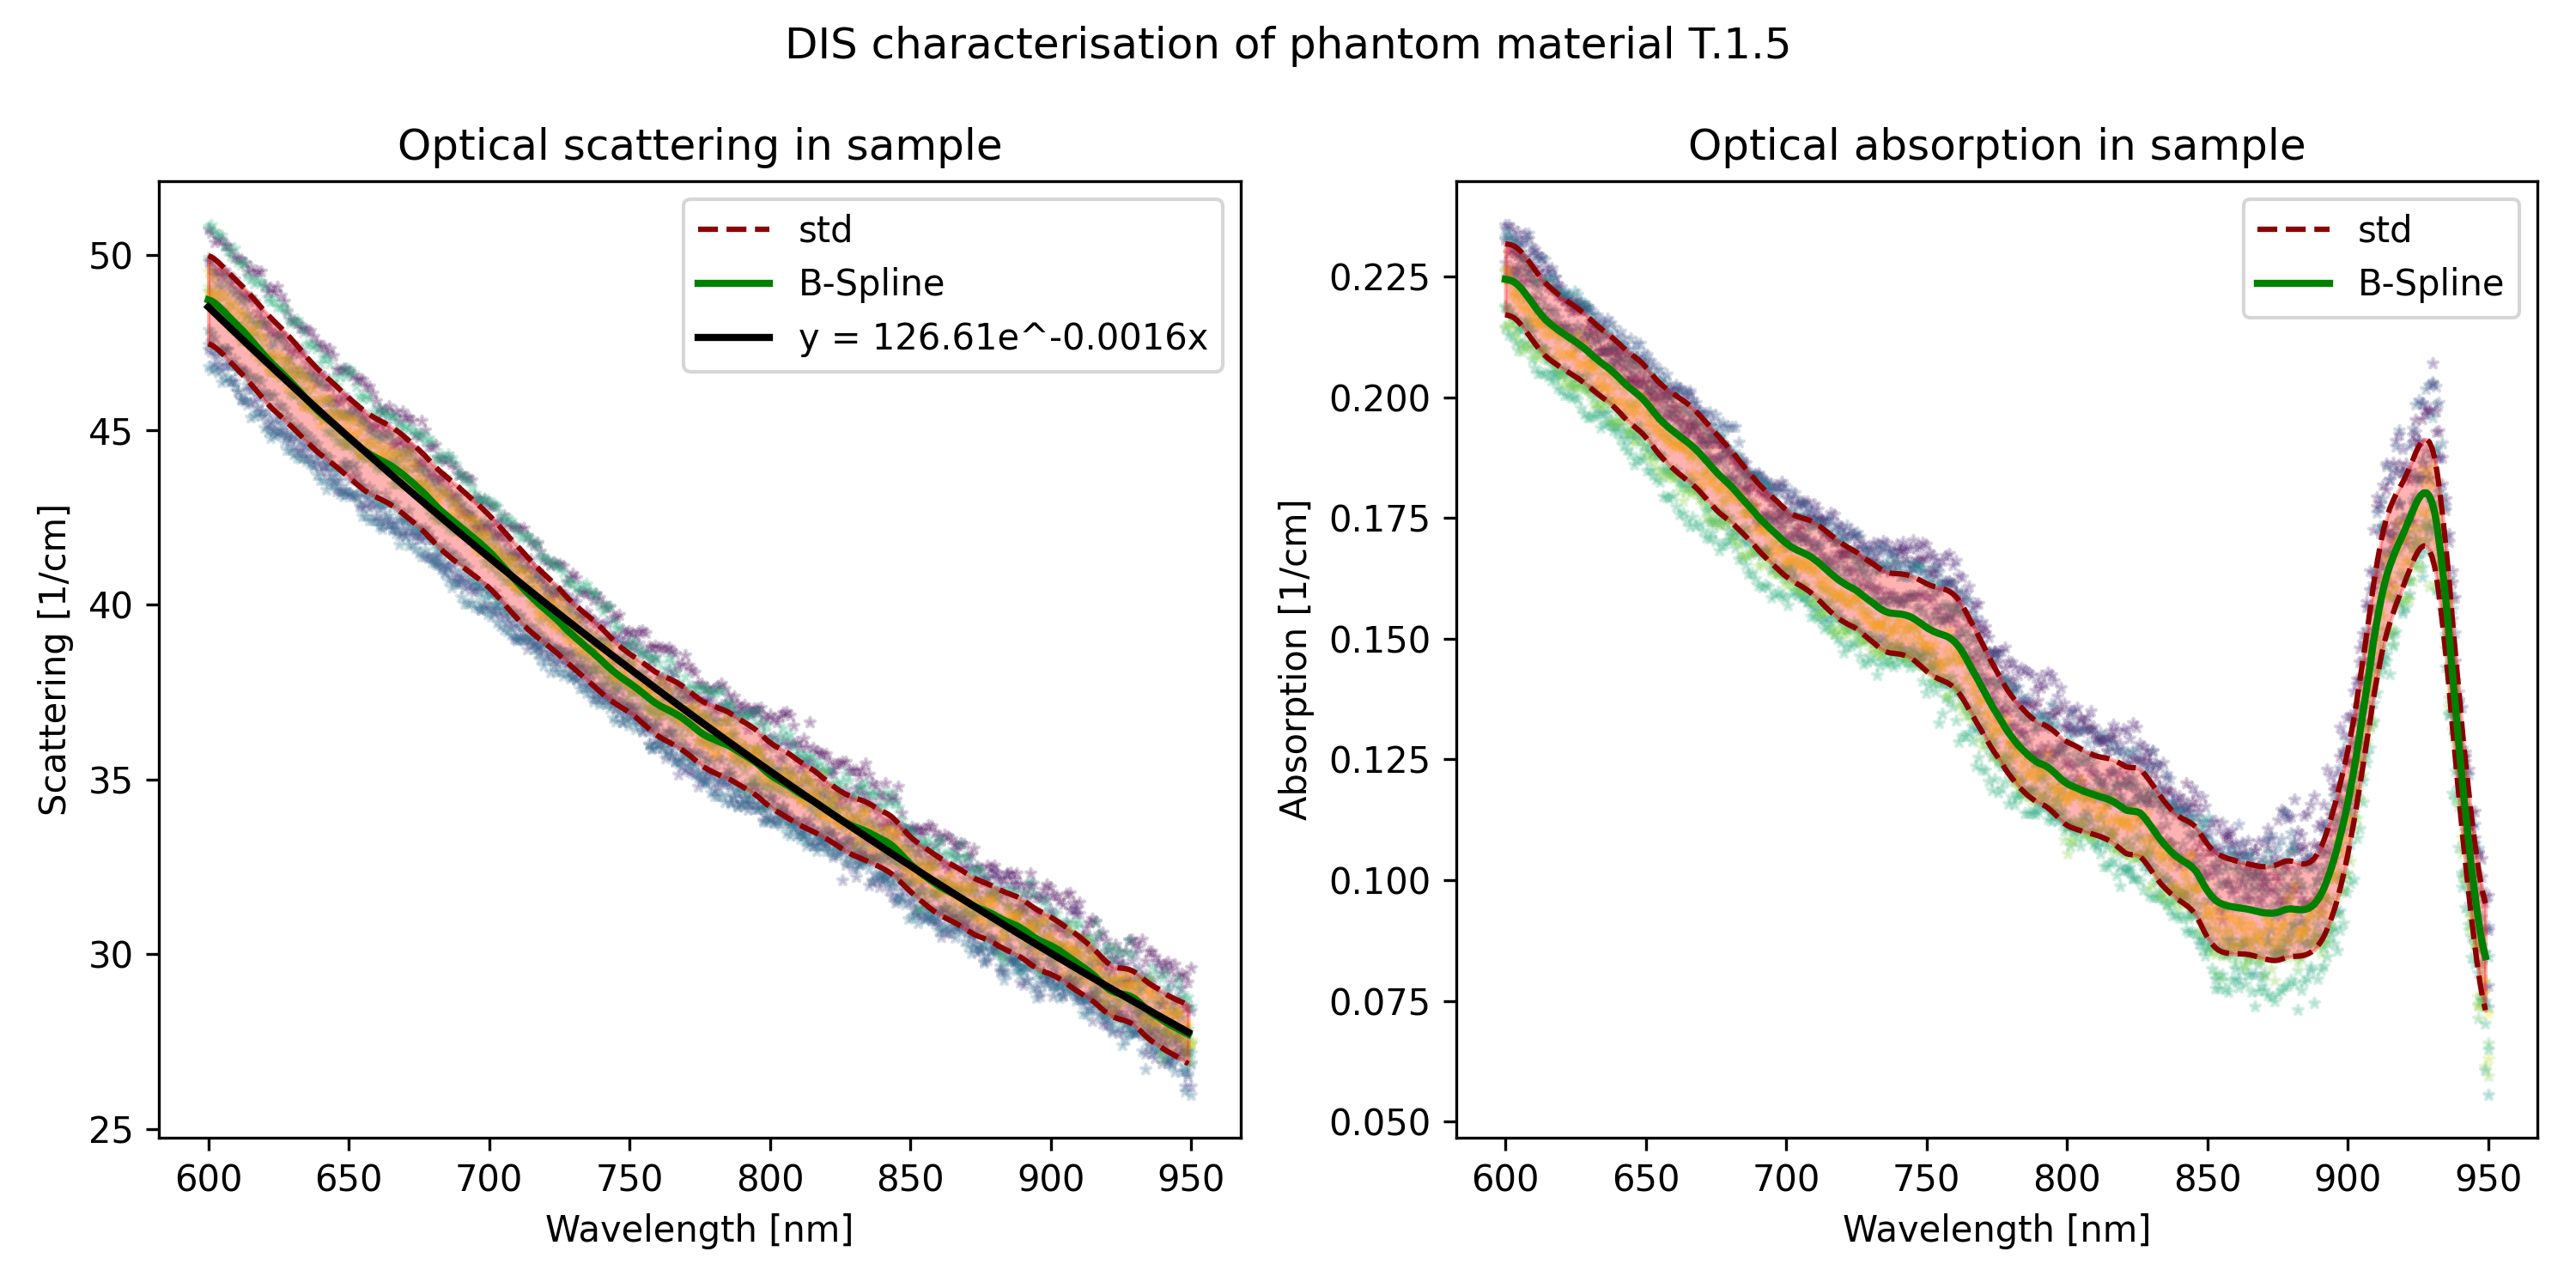 DIS characterisation of phantom material T.1.5
Optical scattering in sample
std
B-Spline
y = 126.61e^-0.0016x
Scattering [1/cm]
50
45
40
35
30
25
600 650 700 750 800 850 900 950
Wavelength [nm]
Optical absorption in sample
std
B-Spline
Absorption [1/cm]
0.225
0.200
0.175
0.150
0.125
0.100
0.075
0.050
600 650 700 750 800 850 900 950
Wavelength [nm]